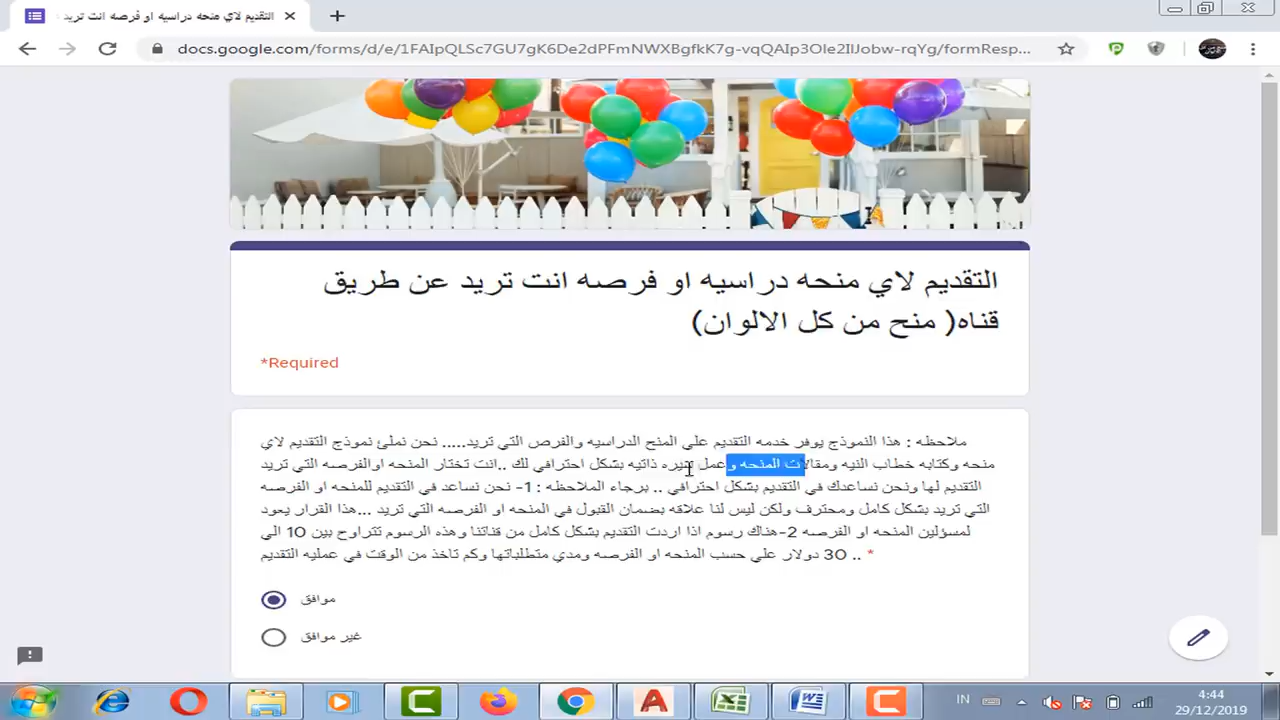 التقديم لاي منحه دراسيه او فرصه انت تريد
docs.google.com/forms/d/e/1FAIpQLSc7GU7gK6De2dPFmNWXBgfkK7g-vqQAIp3Ole2IIJobw-rqYg/formResp...
التقديم لاي منحه دراسيه او فرصه انت تريد عن طريق
قناه( منح من كل الالوان)
*Required
ملاحظه : هذا النموذج يوفر خدمه التقديم علي المنح الدراسيه والفرص التي تريد..... نحن نملئ نموذج التقديم لاي
منحه وكتابه خطاب النيه ومقالات المنحه وعمل سيره ذاتيه بشكل احترافي لك ..انت تختار المنحه اوالفرصه التي تريد
التقديم لها ونحن نساعدك في التقديم بشكل احترافي .. برجاء الملاحظه : 1- نحن نساعد في التقديم للمنحه او الفرصه
التي تريد بشكل كامل ومحترف ولكن ليس لنا علاقه بضمان القبول في المنحه او الفرصه التي تريد ...هذا القرار يعود
لمسؤلين المنحه او الفرصه 2-هناك رسوم اذا اردت التقديم بشكل كامل من قناتنا وهذه الرسوم تتراوح بين 10 الي
30 دولار علي حسب المنحه او الفرصه ومدي متطلباتها وكم تاخذ من الوقت في عمليه التقديم .. *
موافق
غير موافق
IN
4:44
29/12/2019